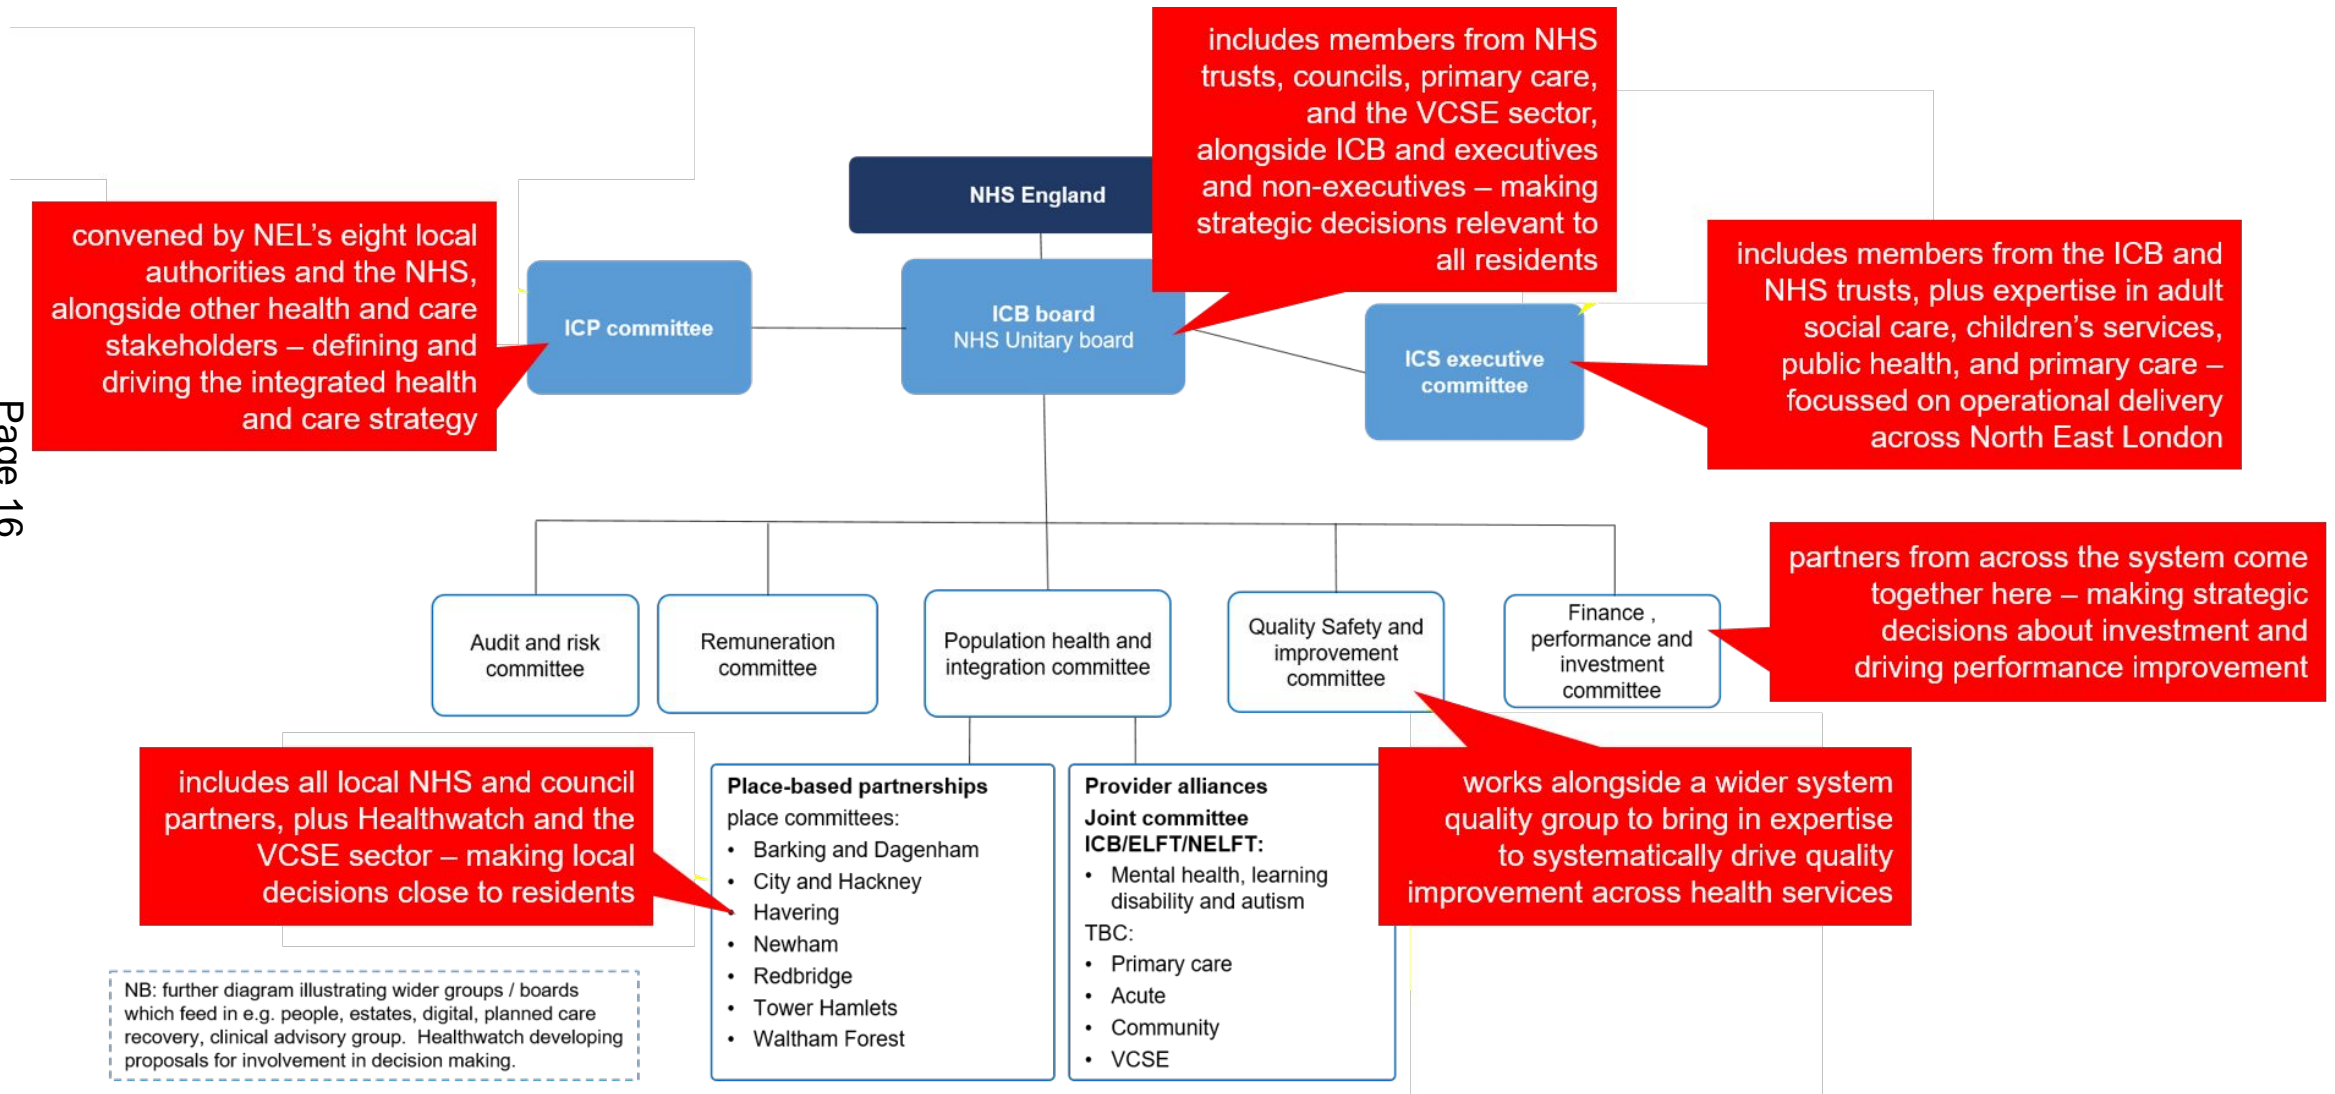 includes members from NHS
trusts, councils, primary care,
and the VCSE sector,
alongside ICB and executives
and non-executives – making
strategic decisions relevant to
all residents
NHS England
convened by NEL's eight local
authorities and the NHS,
alongside other health and care
stakeholders – defining and
driving the integrated health
and care strategy
ICP committee
ICB board
NHS Unitary board
ICS executive
committee
includes members from the ICB and
NHS trusts, plus expertise in adult
social care, children's services,
public health, and primary care –
focussed on operational delivery
across North East London
Page 16
Audit and risk
committee
Remuneration
committee
Population health and
integration committee
Quality Safety and
improvement
committee
Finance ,
performance and
investment
committee
partners from across the system come
together here – making strategic
decisions about investment and
driving performance improvement
includes all local NHS and council
partners, plus Healthwatch and the
VCSE sector – making local
decisions close to residents
Place-based partnerships
place committees:
• Barking and Dagenham
• City and Hackney
• Havering
• Newham
• Redbridge
• Tower Hamlets
• Waltham Forest
Provider alliances
Joint committee
ICB/ELFT/NELFT:
• Mental health, learning
disability and autism
TBC:
• Primary care
• Acute
• Community
• VCSE
works alongside a wider system
quality group to bring in expertise
to systematically drive quality
improvement across health services
NB: further diagram illustrating wider groups / boards
which feed in e.g. people, estates, digital, planned care
recovery, clinical advisory group.  Healthwatch developing
proposals for involvement in decision making.